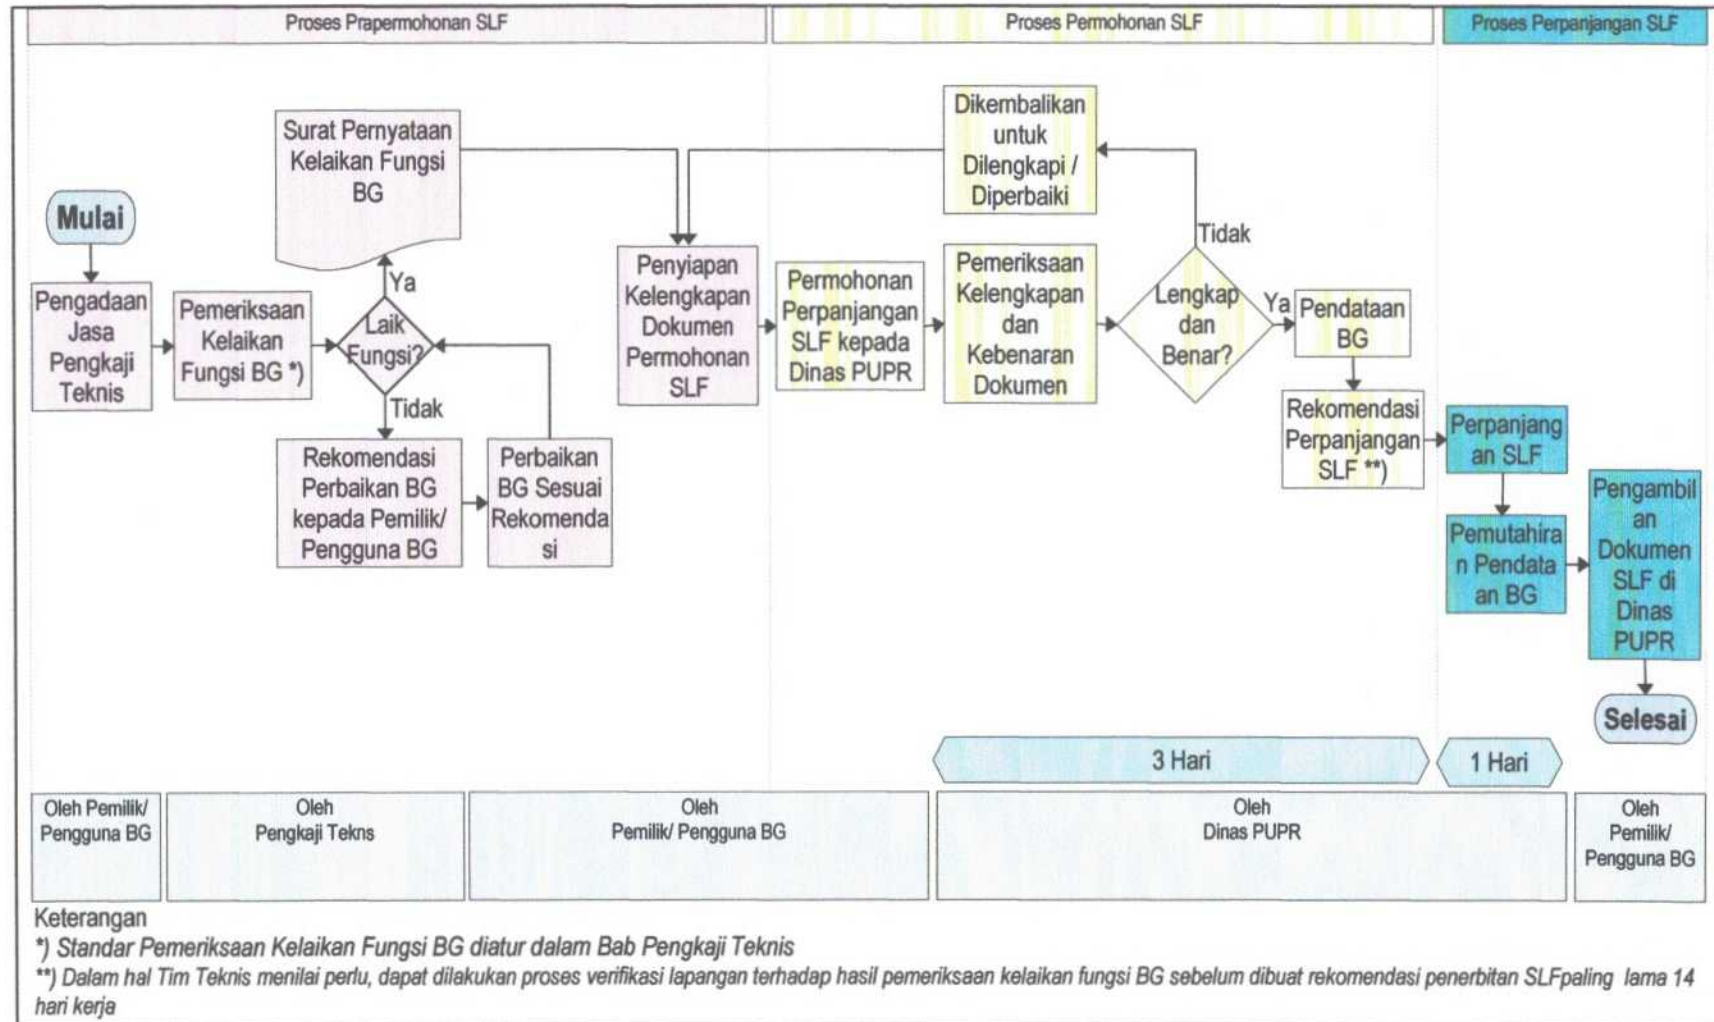 Proses Prapermohonan SLF
Proses Permohonan SLF
Proses Perpanjangan SLF
Mulai
Pengadaan
Jasa
Pengkaji
Teknis
Pemeriksaan
Kelaikan
Fungsi BG *)
Laik
Fungsi?
Ya
Surat Pernyataan
Kelaikan Fungsi
BG
Tidak
Rekomendasi
Perbaikan BG
kepada Pemilik/
Pengguna BG
Perbaikan
BG Sesuai
Rekomenda
si
Penyiapan
Kelengkapan
Dokumen
Permohonan
SLF
Permohonan
Perpanjangan
SLF kepada
Dinas PUPR
Pemeriksaan
Kelengkapan
dan
Kebenaran
Dokumen
Lengkap
dan
Benar?
Tidak
Dikembalikan
untuk
Dilengkapi /
Diperbaiki
Ya
Pendataan
BG
Rekomendasi
Perpanjangan
SLF **)
Perpanjang
an SLF
Pemutahira
n Pendata
an BG
Pengambil
an
Dokumen
SLF di
Dinas
PUPR
Selesai
3 Hari
1 Hari
Oleh Pemilik/
Pengguna BG
Oleh
Pengkaji Tekns
Oleh
Pemilik/ Pengguna BG
Oleh
Dinas PUPR
Oleh
Pemilik/
Pengguna BG
Keterangan
*) Standar Pemeriksaan Kelaikan Fungsi BG diatur dalam Bab Pengkaji Teknis
**) Dalam hal Tim Teknis menilai perlu, dapat dilakukan proses verifikasi lapangan terhadap hasil pemeriksaan kelaikan fungsi BG sebelum dibuat rekomendasi penerbitan SLFpaling lama 14
hari kerja